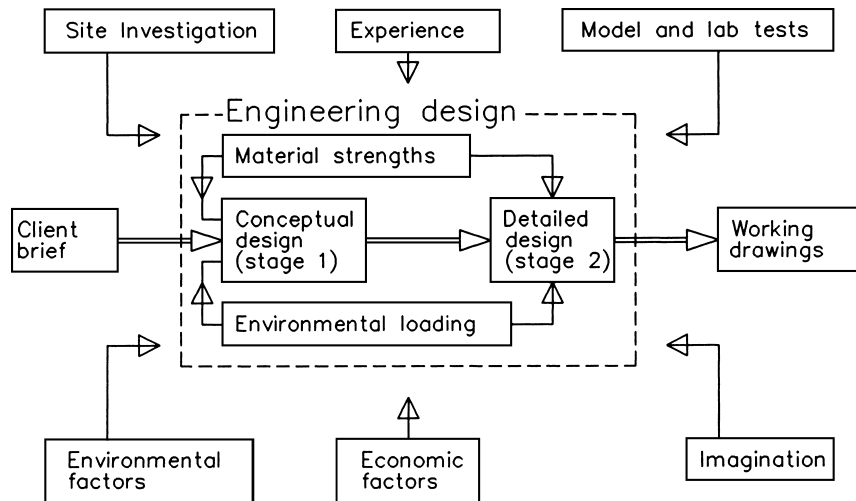 Site Investigation
Experience
Model and lab tests
Engineering design
Material strengths
Client
brief
Conceptual
design
(stage 1)
Detailed
design
(stage 2)
Working
drawings
Environmental loading
Environmental
factors
Economic
factors
Imagination